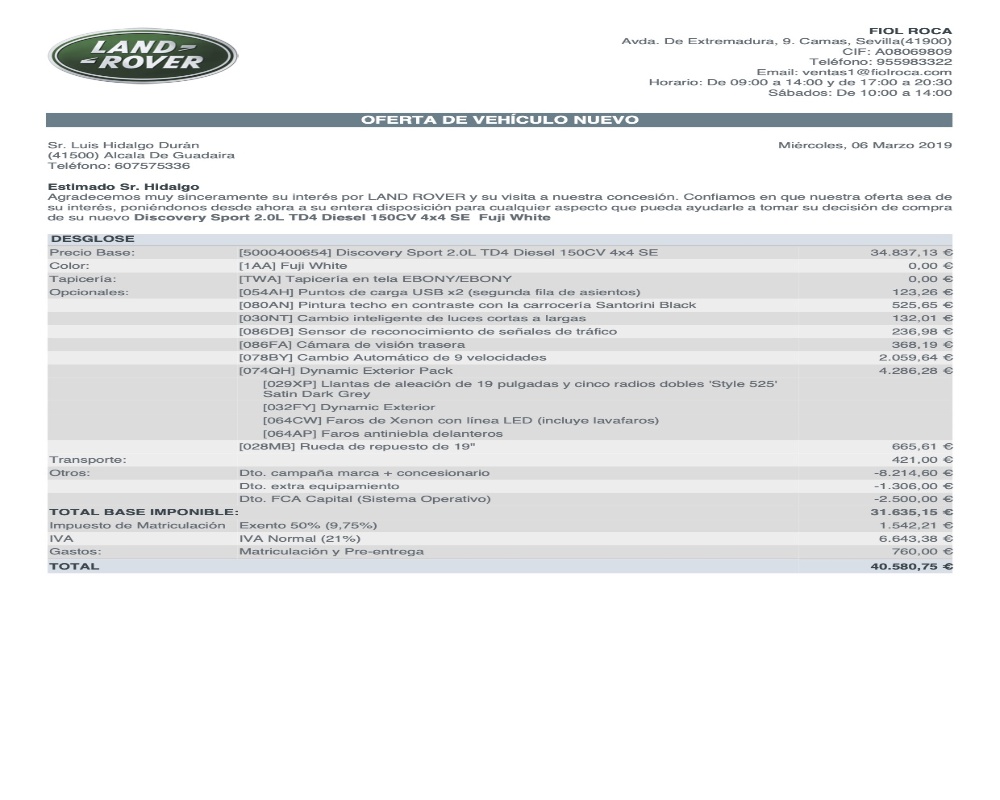 LAND-
-ROVER
FIOL ROCA
Avda. De Extremadura, 9. Camas, Sevilla(41900)
CIF: A08069809
Teléfono: 955983322
Email: ventas1@fiolroca.com
Horario: De 09:00 a 14:00 y de 17:00 a 20:30
Sábados: De 10:00 a 14:00
OFERTA DE VEHÍCULO NUEVO
Sr. Luis Hidalgo Durán
(41500) Alcala De Guadaira
Teléfono: 607575336
Miércoles, 06 Marzo 2019
Estimado Sr. Hidalgo
Agradecemos muy sinceramente su interés por LAND ROVER y su visita a nuestra concesión. Confiamos en que nuestra oferta sea de
su interés, poniéndonos desde ahora a su entera disposición para cualquier aspecto que pueda ayudarle a tomar su decisión de compra
de su nuevo Discovery Sport 2.0L TD4 Diesel 150CV 4x4 SE Fuji White
DESGLOSE
Precio Base: [5000400654] Discovery Sport 2.0L TD4 Diesel 150CV 4x4 SE 34.837,13 €
Color: [1AA] Fuji White 0,00 €
Tapicería: [TWA] Tapicería en tela EBONY/EBONY 0,00 €
Opcionales: [054AH] Puntos de carga USB x2 (segunda fila de asientos) 123,26 €
[080AN] Pintura techo en contraste con la carrocería Santorini Black 525,65 €
[030NT] Cambio inteligente de luces cortas a largas 132,01 €
[086DB] Sensor de reconocimiento de señales de tráfico 236,98 €
[086FA] Cámara de visión trasera 368,19 €
[078BY] Cambio Automático de 9 velocidades 2.059,64 €
[074QH] Dynamic Exterior Pack 4.286,28 €
[029XP] Llantas de aleación de 19 pulgadas y cinco radios dobles 'Style 525'
Satin Dark Grey
[032FY] Dynamic Exterior
[064CW] Faros de Xenon con línea LED (incluye lavafaros)
[064AP] Faros antiniebla delanteros
[028MB] Rueda de repuesto de 19" 665,61 €
Transporte: 421,00 €
Otros: Dto. campaña marca + concesionario -8.214,60 €
Dto. extra equipamiento -1.306,00 €
Dto. FCA Capital (Sistema Operativo) -2.500,00 €
TOTAL BASE IMPONIBLE: 31.635,15 €
Impuesto de Matriculación Exento 50% (9,75%) 1.542,21 €
IVA IVA Normal (21%) 6.643,38 €
Gastos: Matriculación y Pre-entrega 760,00 €
TOTAL 40.580,75 €